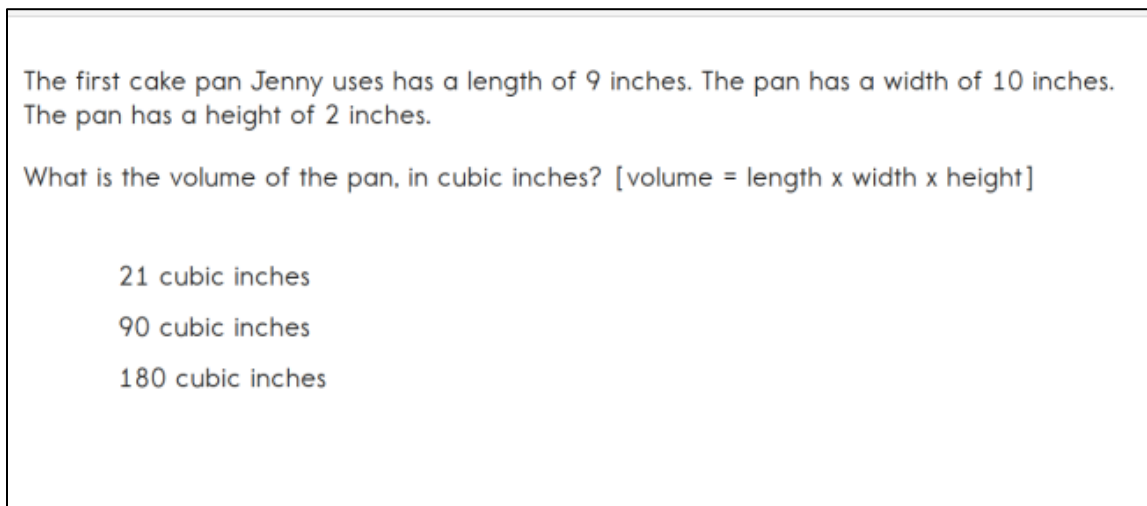 The first cake pan Jenny uses has a length of 9 inches. The pan has a width of 10 inches.
The pan has a height of 2 inches.
What is the volume of the pan, in cubic inches? [volume = length x width x height]
21 cubic inches
90 cubic inches
180 cubic inches